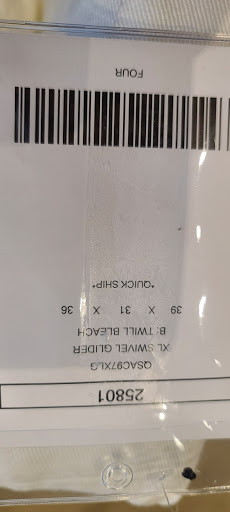 25801
QSAC97XLG
XL SWIVEL GLIDER
B: TWILL BLEACH
39 X 31 X 36
*QUICK SHIP*
FOUR